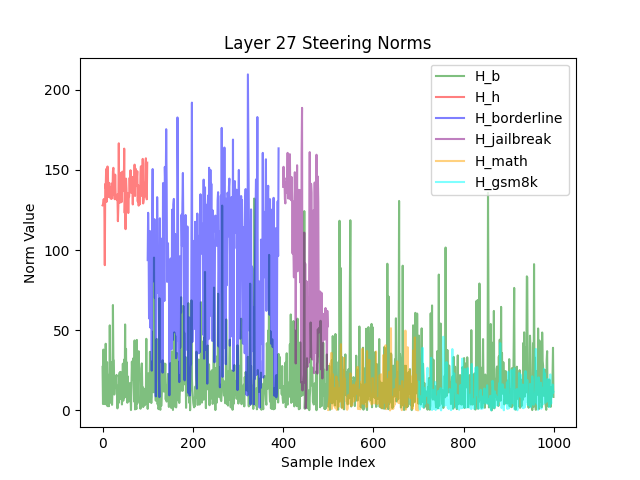 Layer 27 Steering Norms
Norm Value
200
150
100
50
0
H_b
H_h
H_borderline
H_jailbreak
H_math
H_gsm8k
0 200 400 600 800 1000
Sample Index